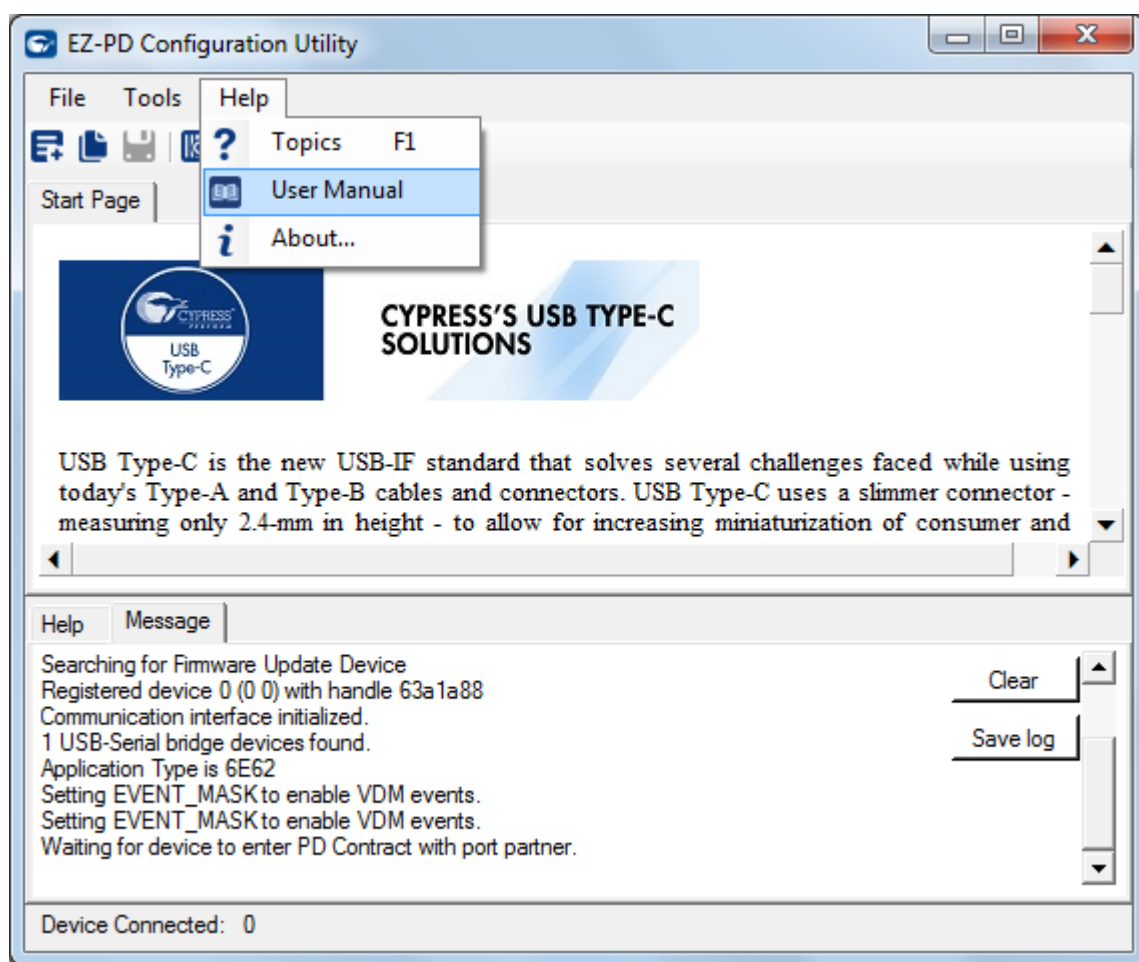 EZ-PD Configuration Utility
File Tools Help
? Topics F1
User Manual
i About...
Start Page
CYPRESS
PERFORM
USB
Type-C
CYPRESS'S USB TYPE-C
SOLUTIONS
USB Type-C is the new USB-IF standard that solves several challenges faced while using
today's Type-A and Type-B cables and connectors. USB Type-C uses a slimmer connector -
measuring only 2.4-mm in height - to allow for increasing miniaturization of consumer and
Help Message
Searching for Firmware Update Device
Registered device 0 (0 0) with handle 63a1a88
Communication interface initialized.
1 USB-Serial bridge devices found.
Application Type is 6E62
Setting EVENT_MASK to enable VDM events.
Setting EVENT_MASK to enable VDM events.
Waiting for device to enter PD Contract with port partner.
Clear
Save log
Device Connected: 0